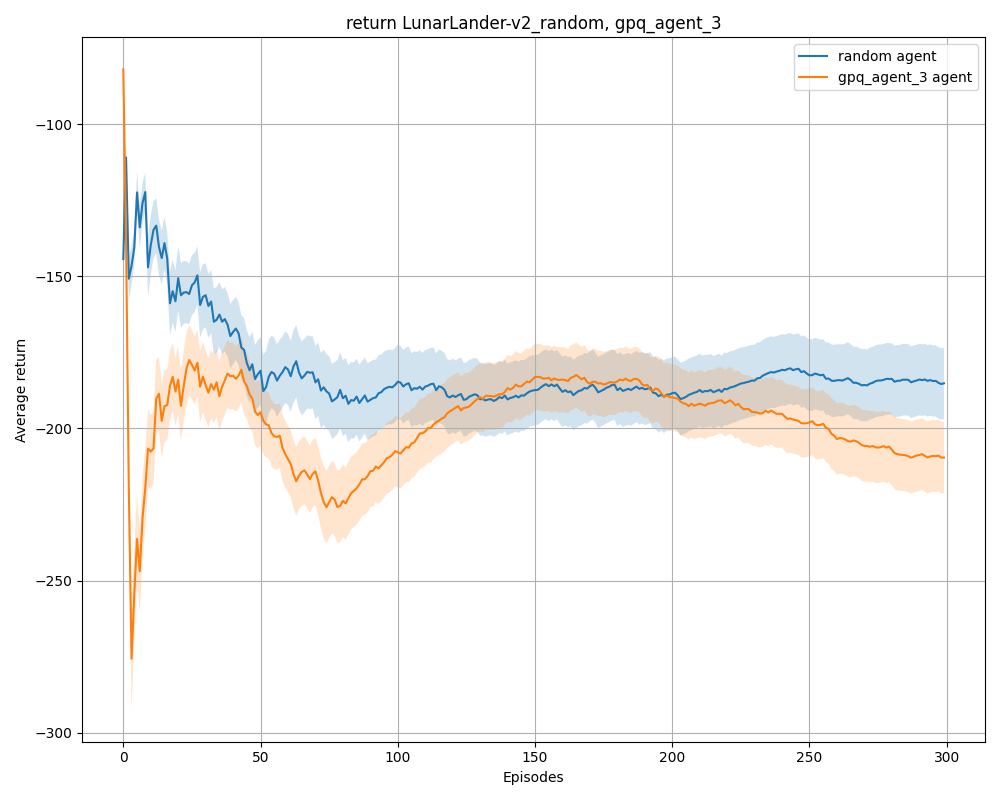 return LunarLander-v2_random, gpq_agent_3
random agent
gpq_agent_3 agent
Average return
−100
−150
−200
−250
−300
0 50 100 150 200 250 300
Episodes